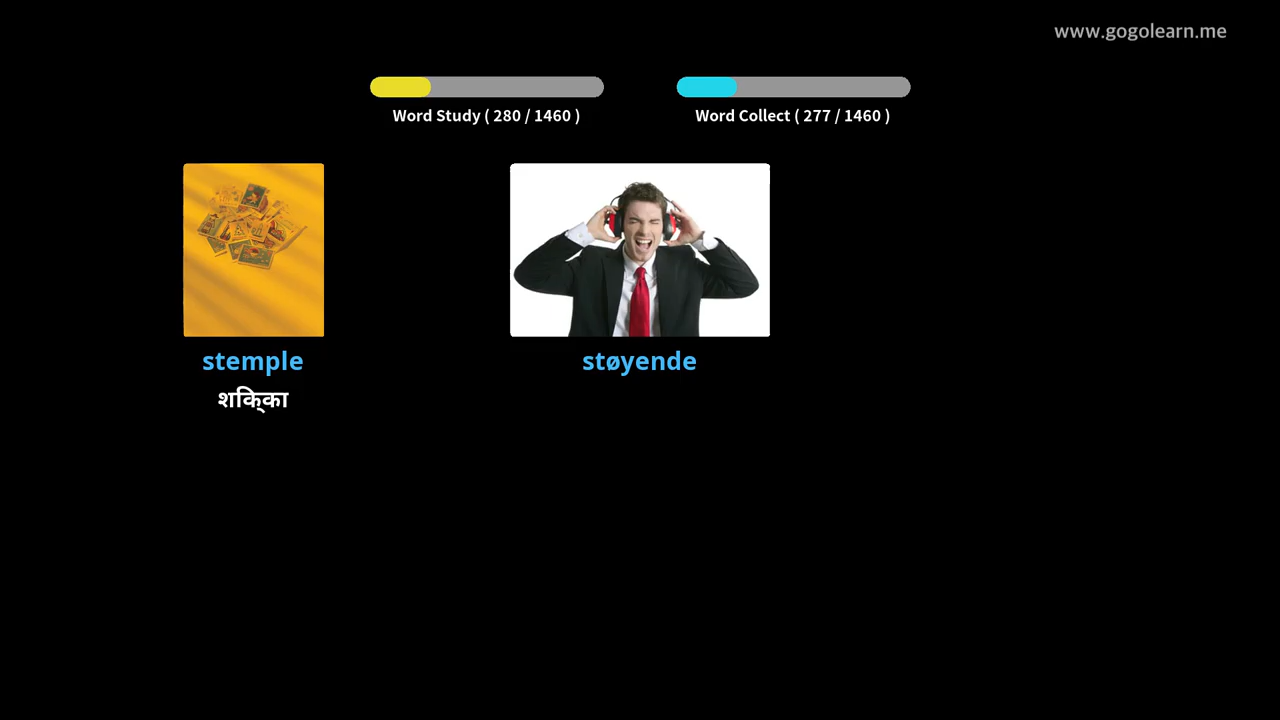 www.gogolearn.me
Word Study ( 280 / 1460 )
Word Collect ( 277 / 1460 )
stemple
शकि्का
støyende